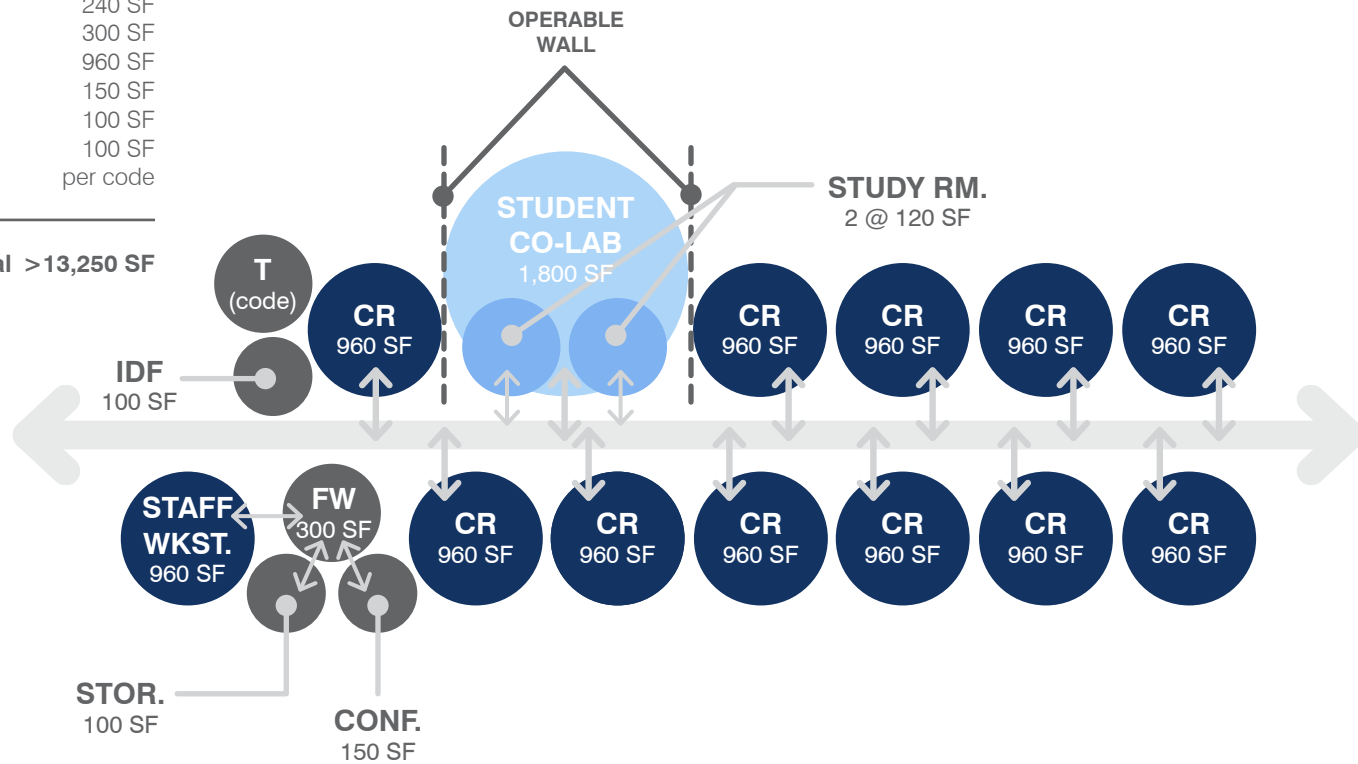 240 SF
300 SF
960 SF
150 SF
100 SF
100 SF
per code
>13,250 SF
OPERABLE
WALL
STUDENT
CO-LAB
1,800 SF
STUDY RM.
2 @ 120 SF
T
(code)
IDF
100 SF
CR
960 SF
CR
960 SF
CR
960 SF
CR
960 SF
CR
960 SF
STAFF
WKST.
960 SF
FW
300 SF
CR
960 SF
CR
960 SF
CR
960 SF
CR
960 SF
CR
960 SF
CR
960 SF
STOR.
100 SF
CONF.
150 SF